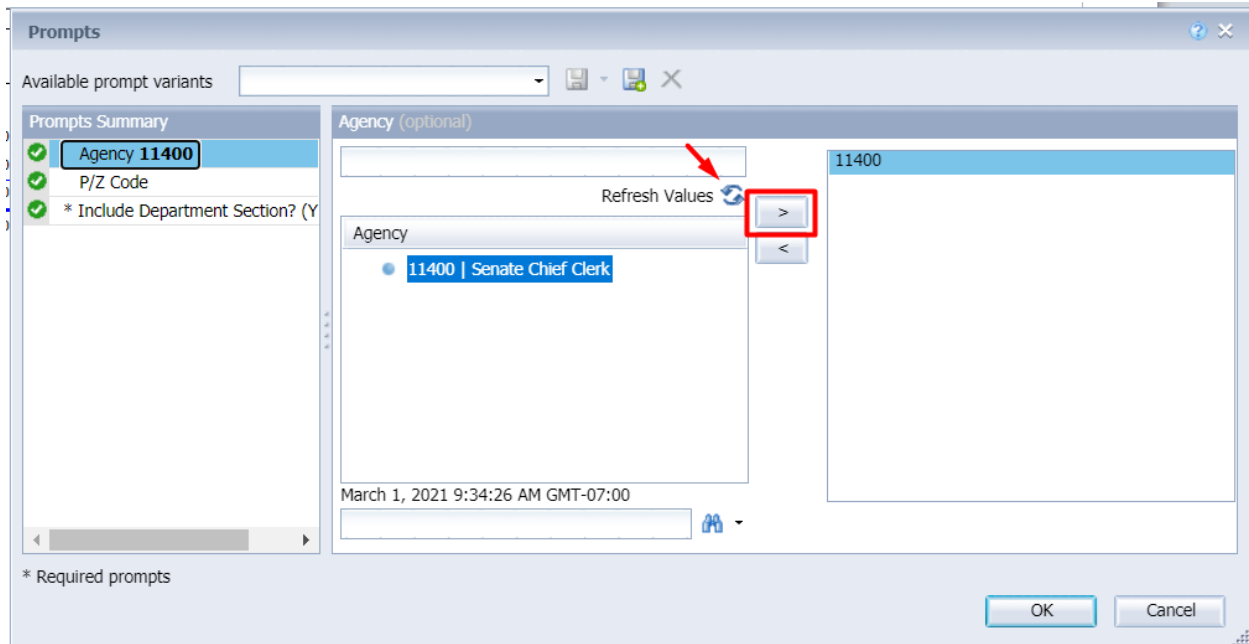 Prompts
Available prompt variants
Prompts Summary
Agency 11400
P/Z Code
* Include Department Section? (Y
Agency (optional)
Refresh Values
>
<
Agency
11400 | Senate Chief Clerk
March 1, 2021 9:34:26 AM GMT-07:00
11400
* Required prompts
OK
Cancel